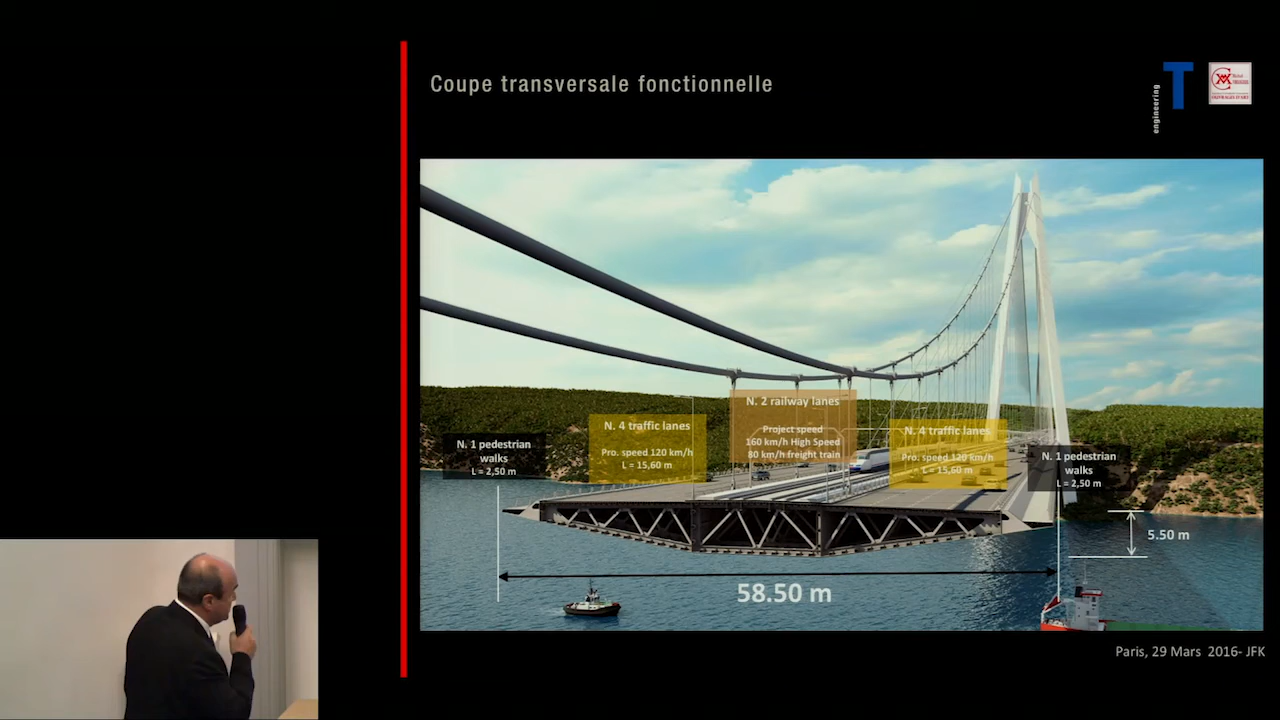 Coupe transversale fonctionnelle
engineering
T
N. 2 railway lanes
Project speed
160 km/h High Speed
80 km/h freight train
N. 4 traffic lanes
Pro. speed 120 km/h
L = 15,60 m
N. 4 traffic lanes
Pro. speed 120 km/h
L = 15,60 m
N. 1 pedestrian
walks
L = 2,50 m
N. 1 pedestrian
walks
L = 2,50 m
5.50 m
58.50 m
Paris, 29 Mars 2016- JFK